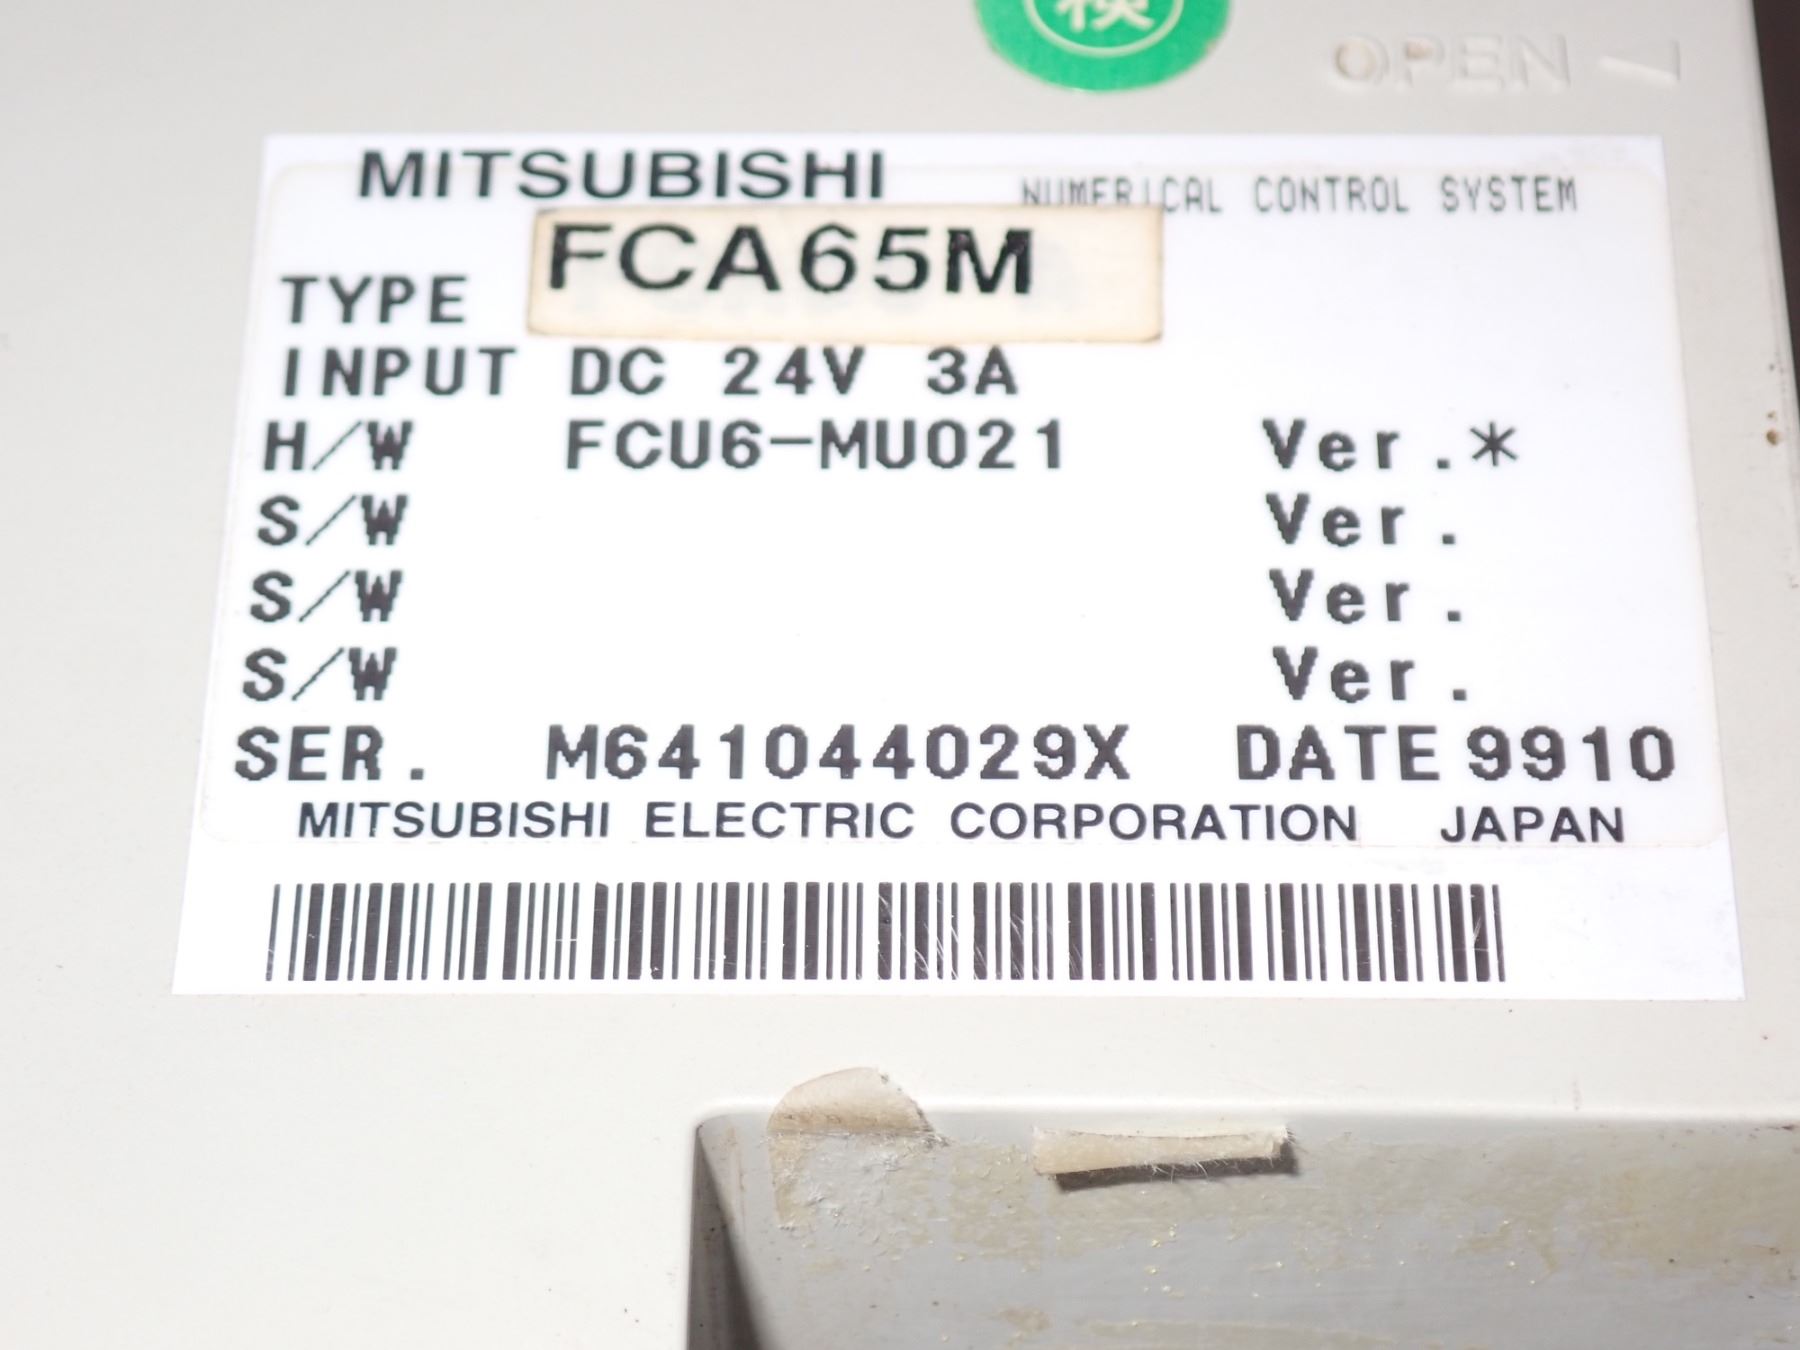 検
OPEN
MITSUBISHI NUMERICAL CONTROL SYSTEM
TYPE FCA65M
INPUT DC 24V 3A
H/W FCU6-MU021 Ver.*
S/W Ver.
S/W Ver.
S/W Ver.
SER. M641044029X DATE 9910
MITSUBISHI ELECTRIC CORPORATION JAPAN